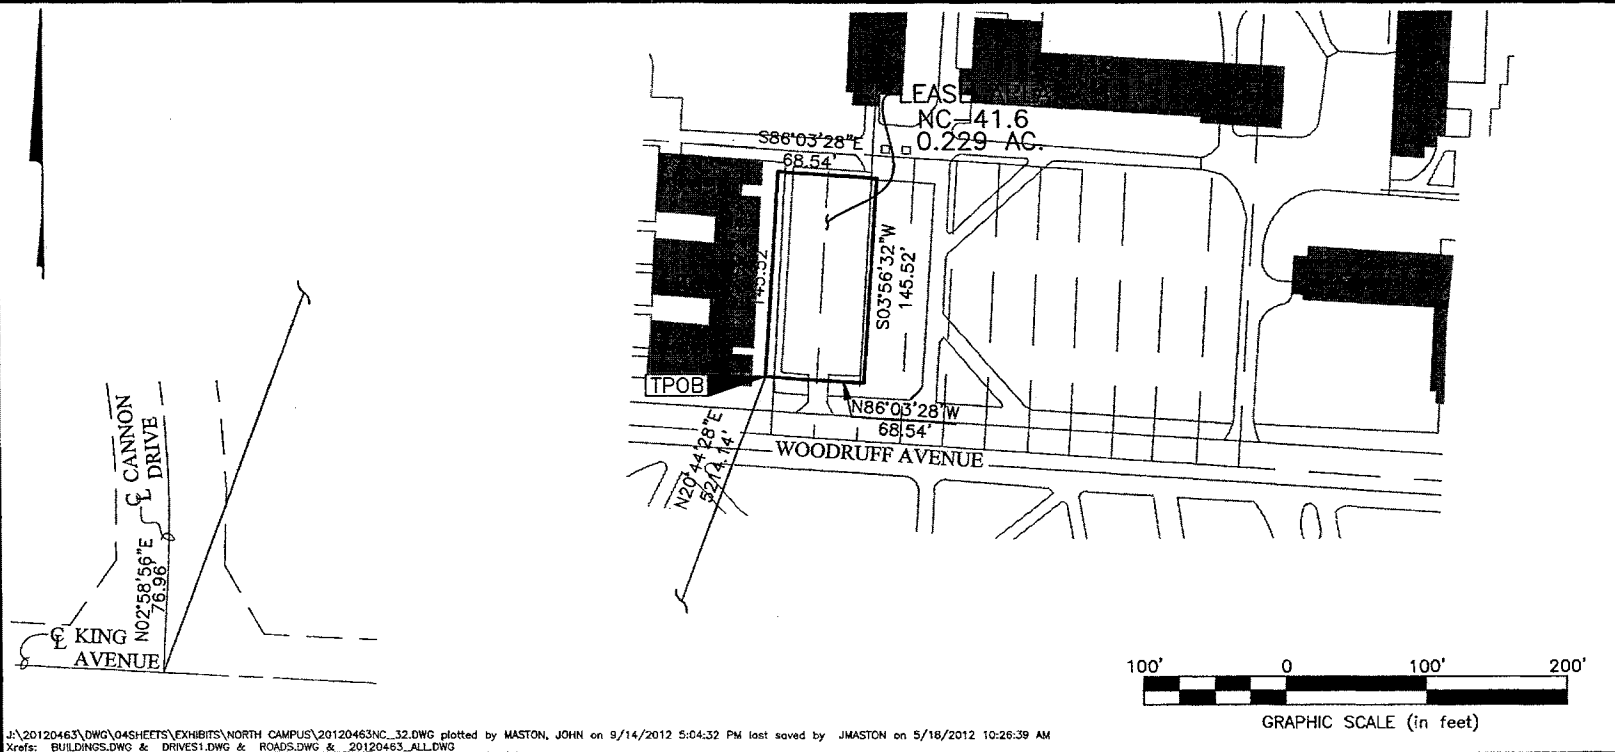 LEASE AREA
NC-41.6
0.229 AC.
S86°03'28"E
68.54'
145.52'
S03°56'32"W
145.52'
TPOB
N86°03'28"W
68.54'
WOODRUFF AVENUE
N20°44'28"E
5214.14'
℄ CANNON
DRIVE
N02°58'56"E
76.96'
℄ KING
AVENUE
100' 0 100' 200'
GRAPHIC SCALE (in feet)
J:\20120463\DWG\04SHEETS\EXHIBITS\NORTH CAMPUS\20120463NC_32.DWG plotted by MASTON, JOHN on 9/14/2012 5:04:32 PM last saved by JMASTON on 5/18/2012 10:26:39 AM
Xrefs: BUILDINGS.DWG & DRIVES1.DWG & ROADS.DWG & 20120463_ALL.DWG